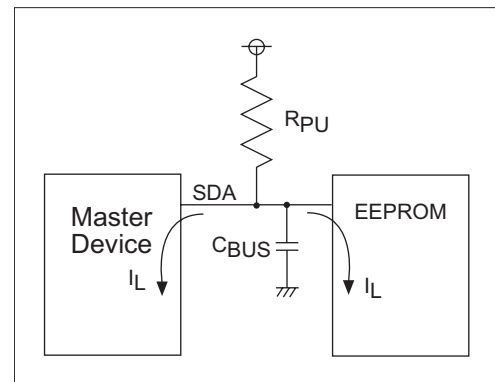 RPU
SDA
Master
Device
EEPROM
CBUS
IL
IL